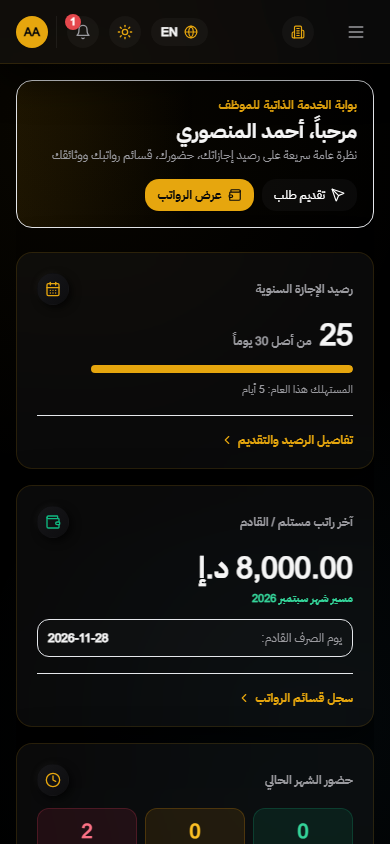 AA
1
EN
بوابة الخدمة الذاتية للموظف
مرحباً، أحمد المنصوري
نظرة عامة سريعة على رصيد إجازاتك، حضورك، قسائم رواتبك ووثائقك
تقديم طلب
عرض الرواتب
رصيد الإجازة السنوية
25 من أصل 30 يوماً
المستهلك هذا العام: 5 أيام
تفاصيل الرصيد والتقديم
آخر راتب مستلم / القادم
8,000.00 د.إ
مسير شهر سبتمبر 2026
يوم الصرف القادم:
2026-11-28
سجل قسائم الرواتب
حضور الشهر الحالي
0
0
2